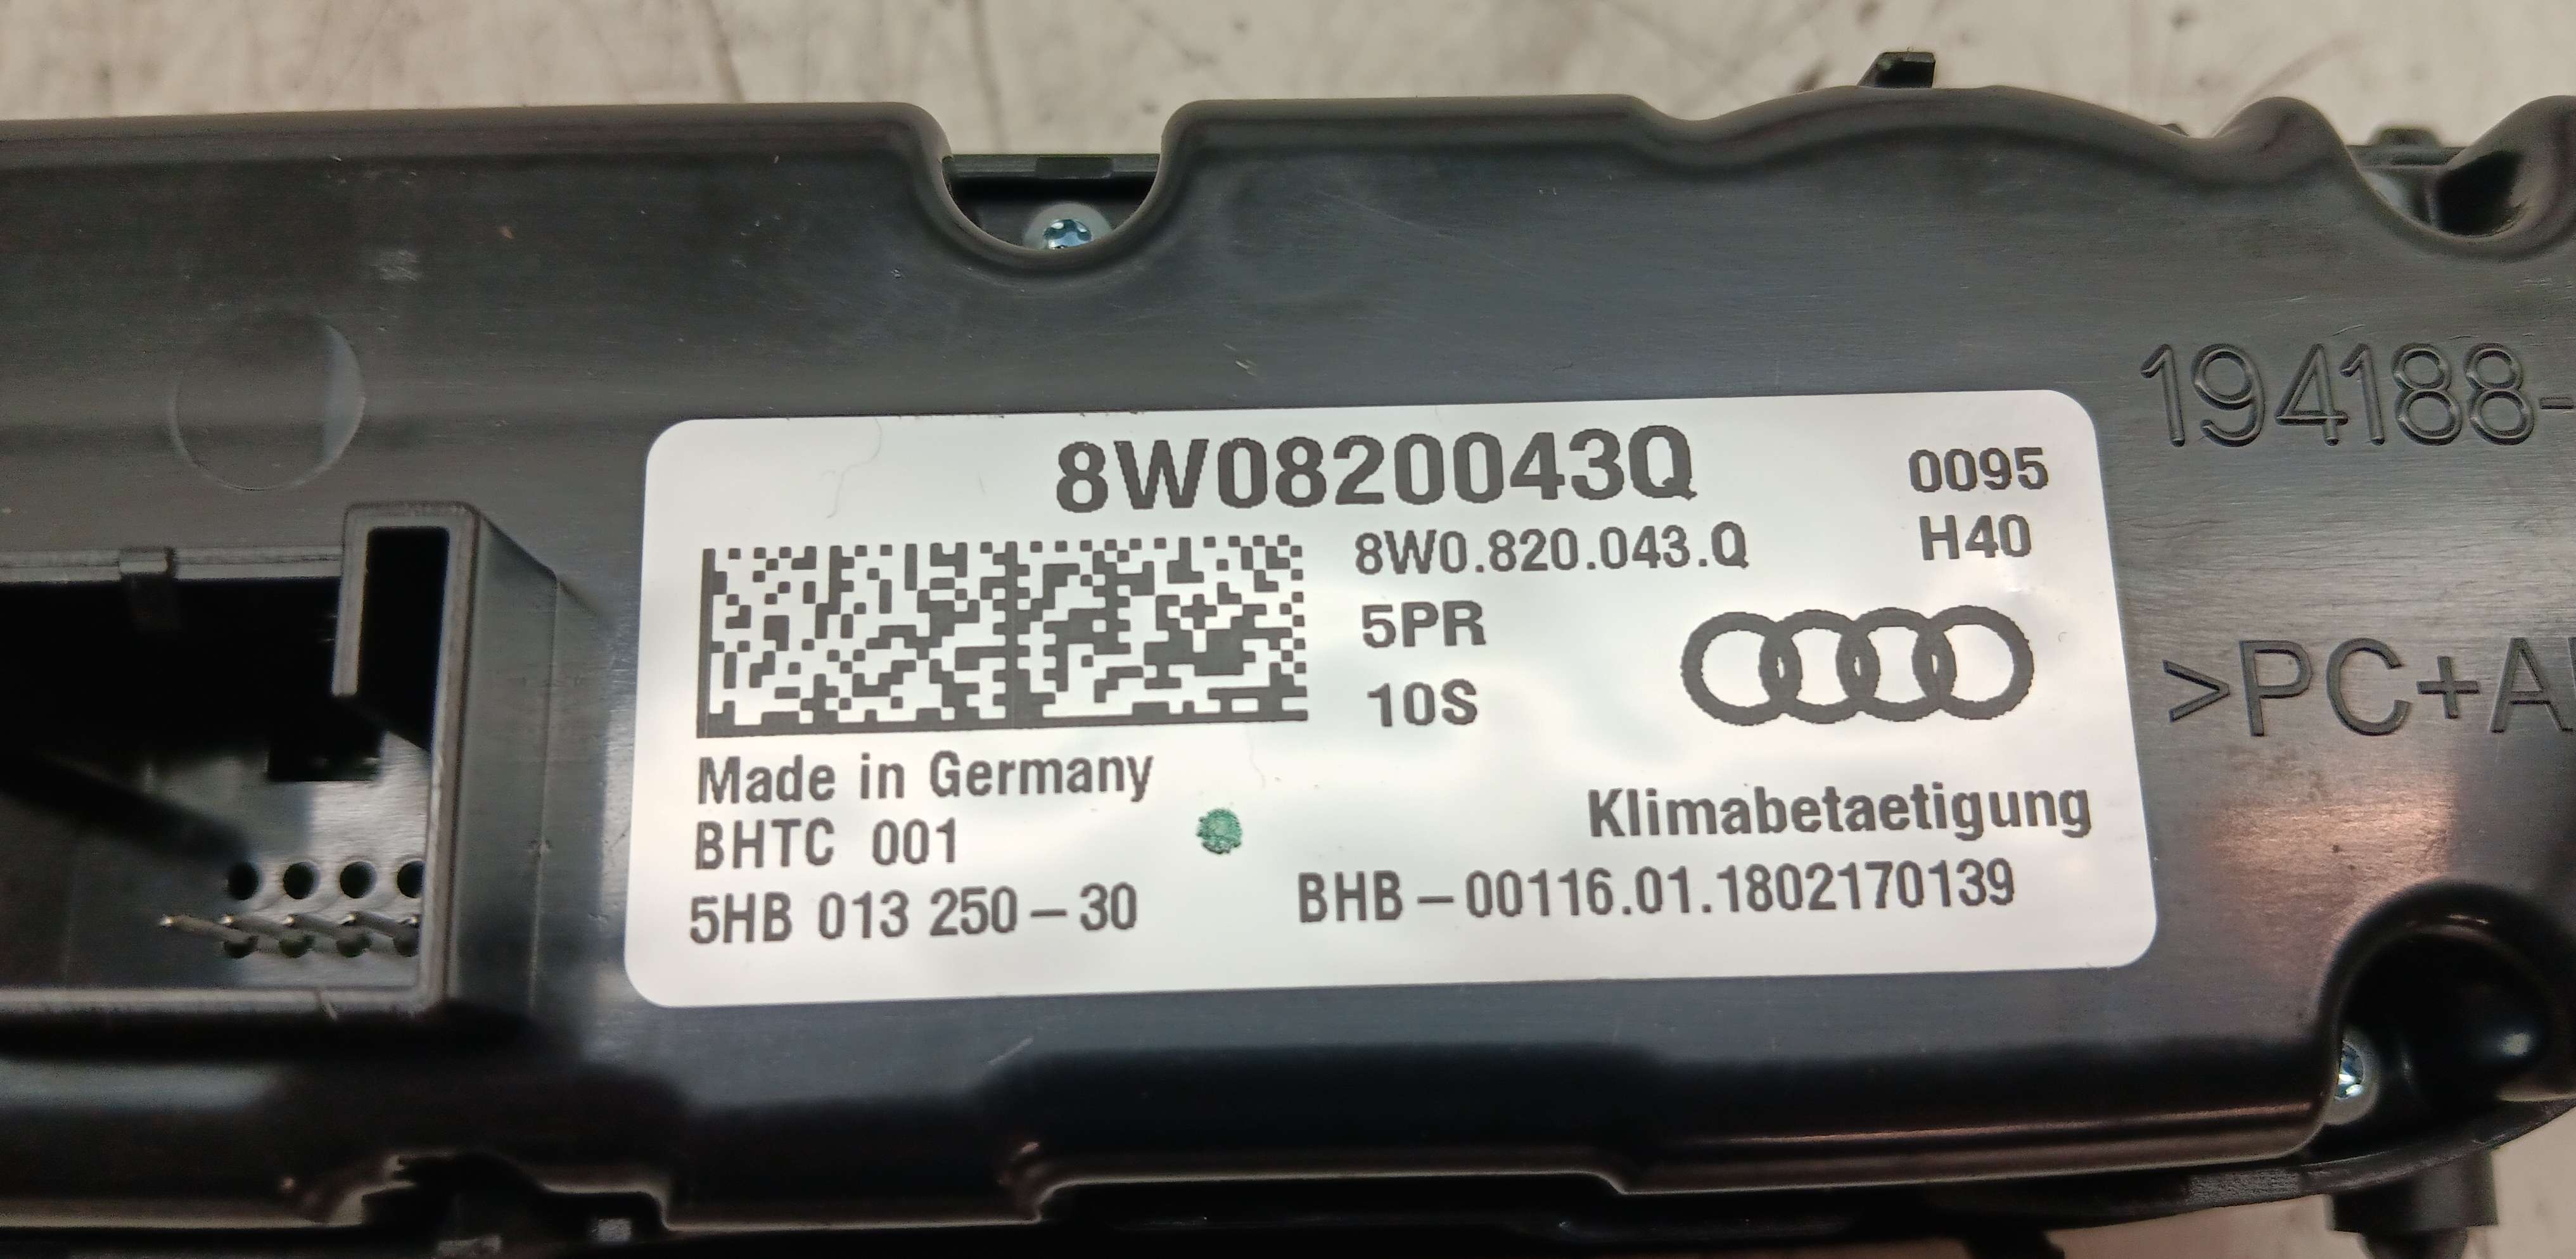 8W0820043Q
0095
8W0.820.043.Q
H40
5PR
10S
Made in Germany
BHTC 001
Klimabetaetigung
5HB 013 250–30
BHB–00116.01.1802170139
194188-
>PC+A